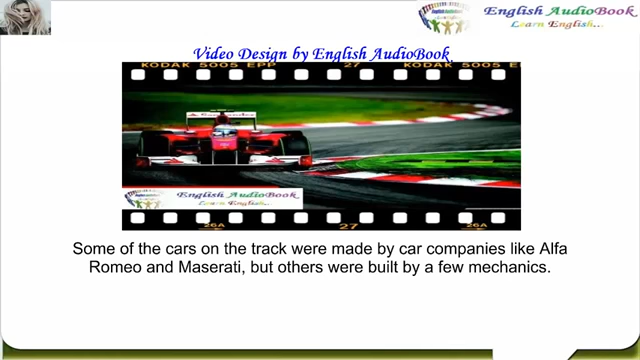 English AudioBook
Learn English...
Video Design by English AudioBook
KODAK 5005 EPP
27
KODAK 5005 E
Santander
English AudioBook
Learn English...
26A
27
26A
Some of the cars on the track were made by car companies like Alfa
Romeo and Maserati, but others were built by a few mechanics.